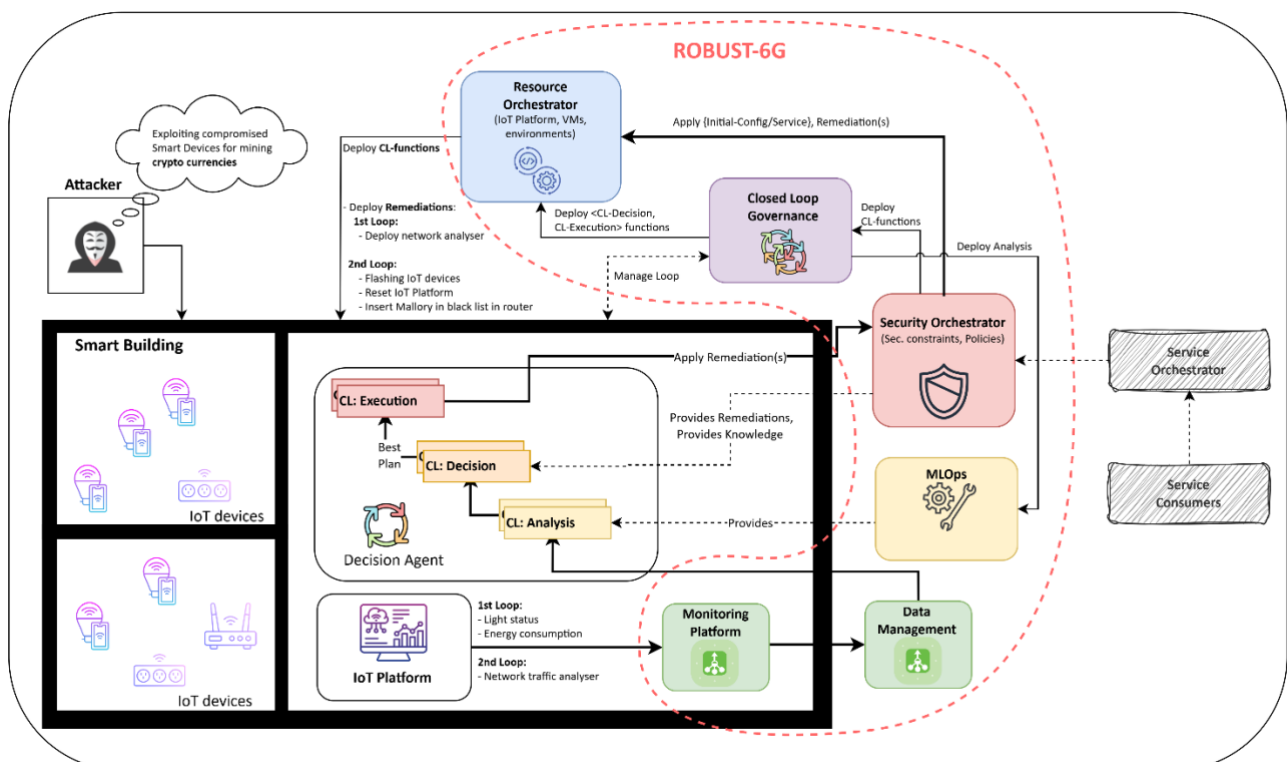 ROBUST-6G
Resource
Orchestrator
(IoT Platform, VMs,
environments)
Exploiting compromised
Smart Devices for mining
crypto currencies
Attacker
Deploy CL-functions
Apply {Initial-Config/Service}, Remediation(s)
- Deploy Remediations:
1st Loop:
- Deploy network analyser
2nd Loop:
- Flashing IoT devices
- Reset IoT Platform
- Insert Mallory in black list in router
Closed Loop
Governance
Deploy <CL-Decision,
CL-Execution> functions
Deploy
CL-functions
Deploy Analysis
Manage Loop
Security Orchestrator
(Sec. constraints, Policies)
Service
Orchestrator
Service
Consumers
Smart Building
IoT devices
IoT devices
Apply Remediation(s)
CL: Execution
Best
Plan
CL: Decision
CL: Analysis
Decision Agent
Provides Remediations,
Provides Knowledge
Provides
MLOps
IoT Platform
1st Loop:
- Light status
- Energy consumption
2nd Loop:
- Network traffic analyser
Monitoring
Platform
Data
Management